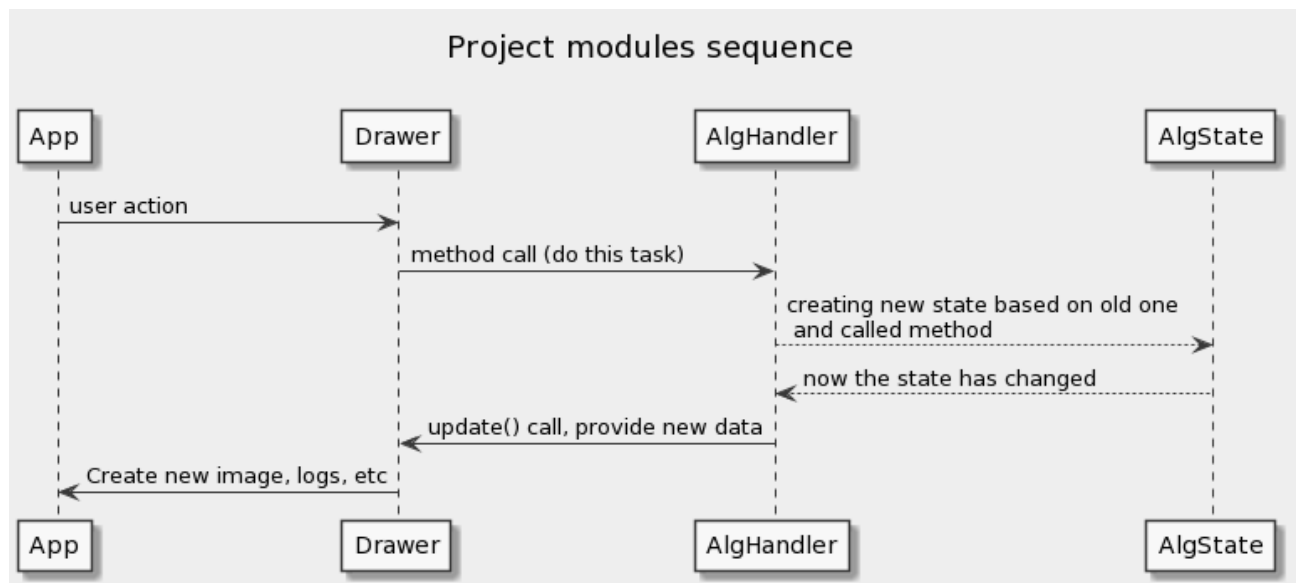 Project modules sequence
App
Drawer
AlgHandler
AlgState
user action
method call (do this task)
creating new state based on old one
and called method
now the state has changed
update() call, provide new data
Create new image, logs, etc
App
Drawer
AlgHandler
AlgState